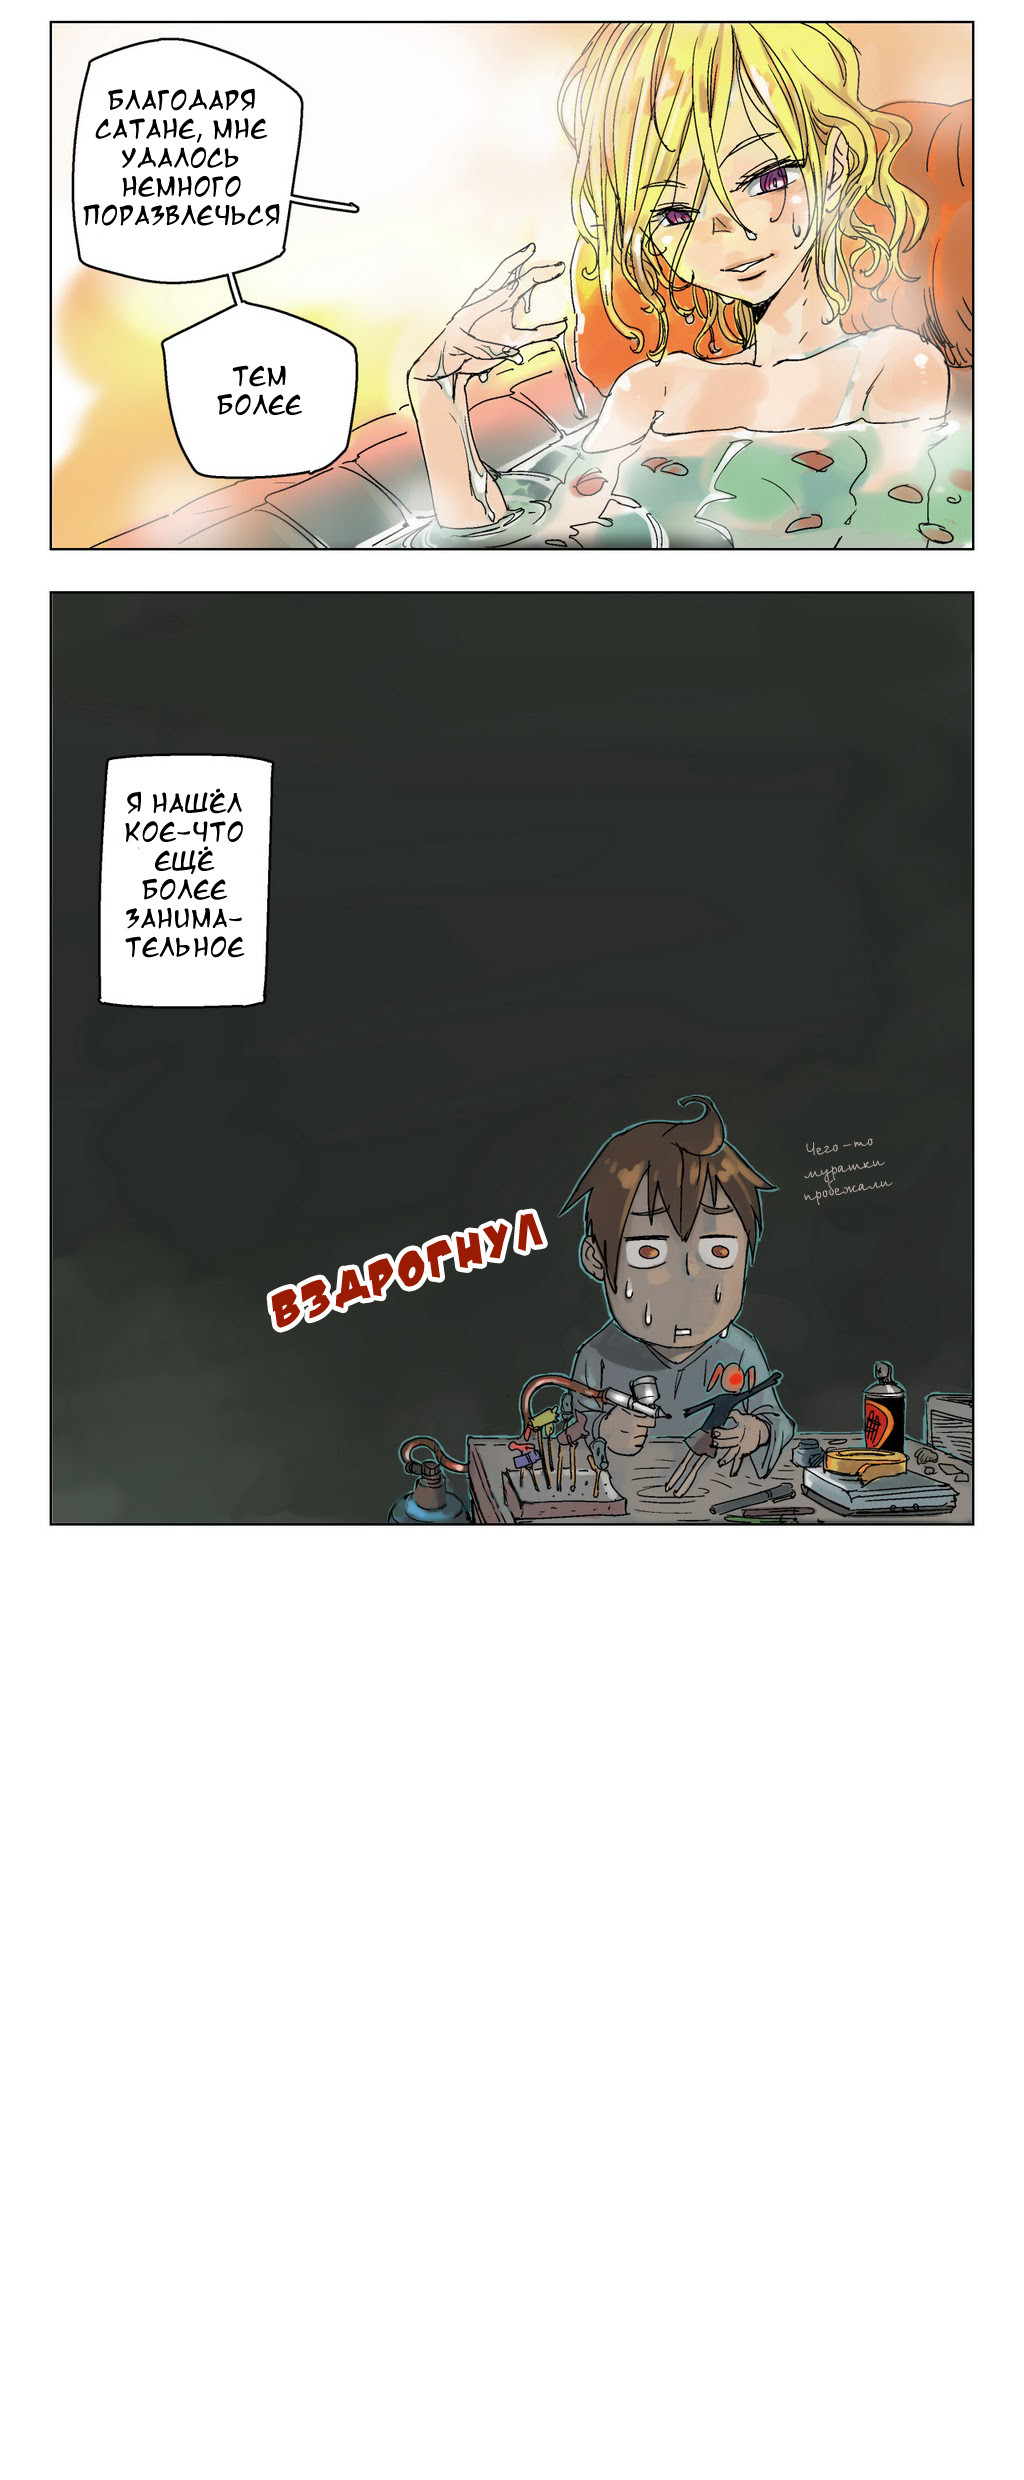 БЛАГОДАРЯ
САТАНЕ, МНЕ
УДАЛОСЬ
НЕМНОГО
ПОРАЗВЛЕЧЬСЯ
ТЕМ
БОЛЕЕ
Я НАШЁЛ
КОЕ-ЧТО
ЕЩЁ
БОЛЕЕ
ЗАНИМА-
ТЕЛЬНОЕ
Чего-то
мурашки
пробежали
ВЗДРОГНУЛ